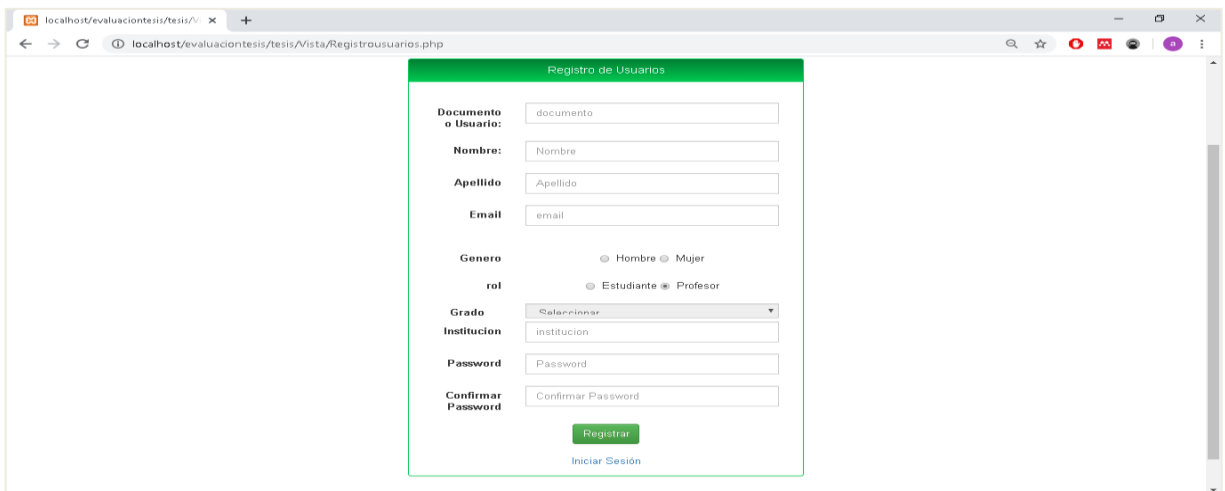 localhost/evaluaciontesis/tesis/V
localhost/evaluaciontesis/tesis/Vista/Registrousuarios.php
a
Registro de Usuarios
Documento
o Usuario:
documento
Nombre:
Nombre
Apellido
Apellido
Email
email
Genero
Hombre Mujer
rol
Estudiante Profesor
Grado
Seleccionar
Institucion
institucion
Password
Password
Confirmar
Password
Confirmar Password
Registrar
Iniciar Sesión